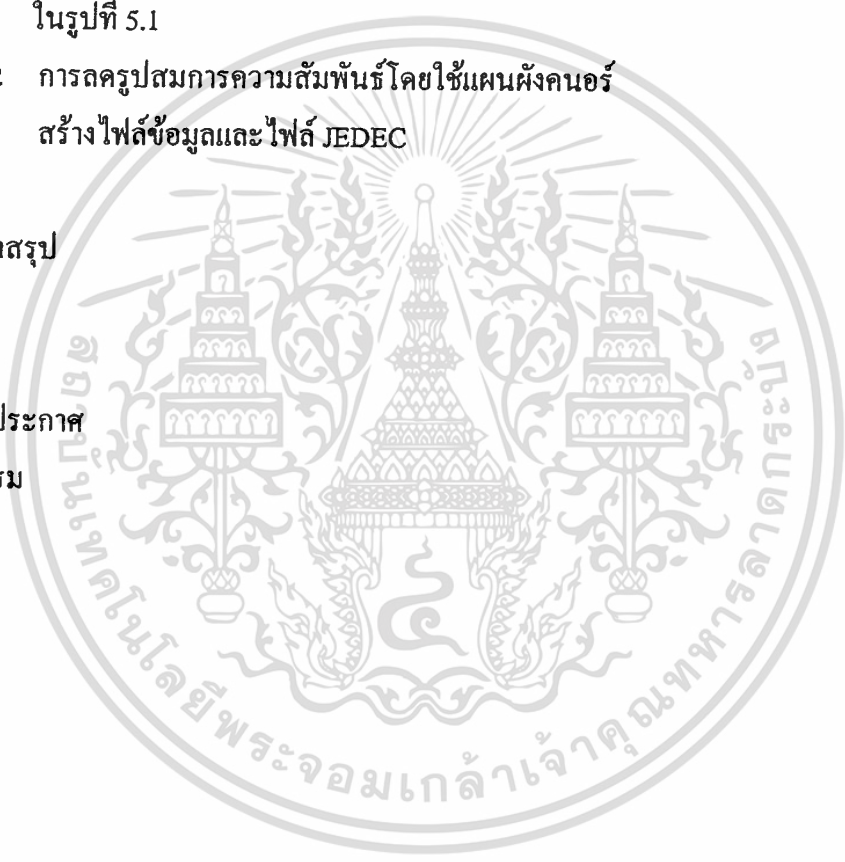 ในรูปที่ 5.1
การลดรูปสมการความสัมพันธ์โดยใช้แผนผังคนอร์
สร้างไฟล์ข้อมูลและไฟล์ JEDEC
สรุป
ประกาศ
สถาบันเทคโนโลยีพระจอมเกล้าเจ้าคุณทหารลาดกระบัง